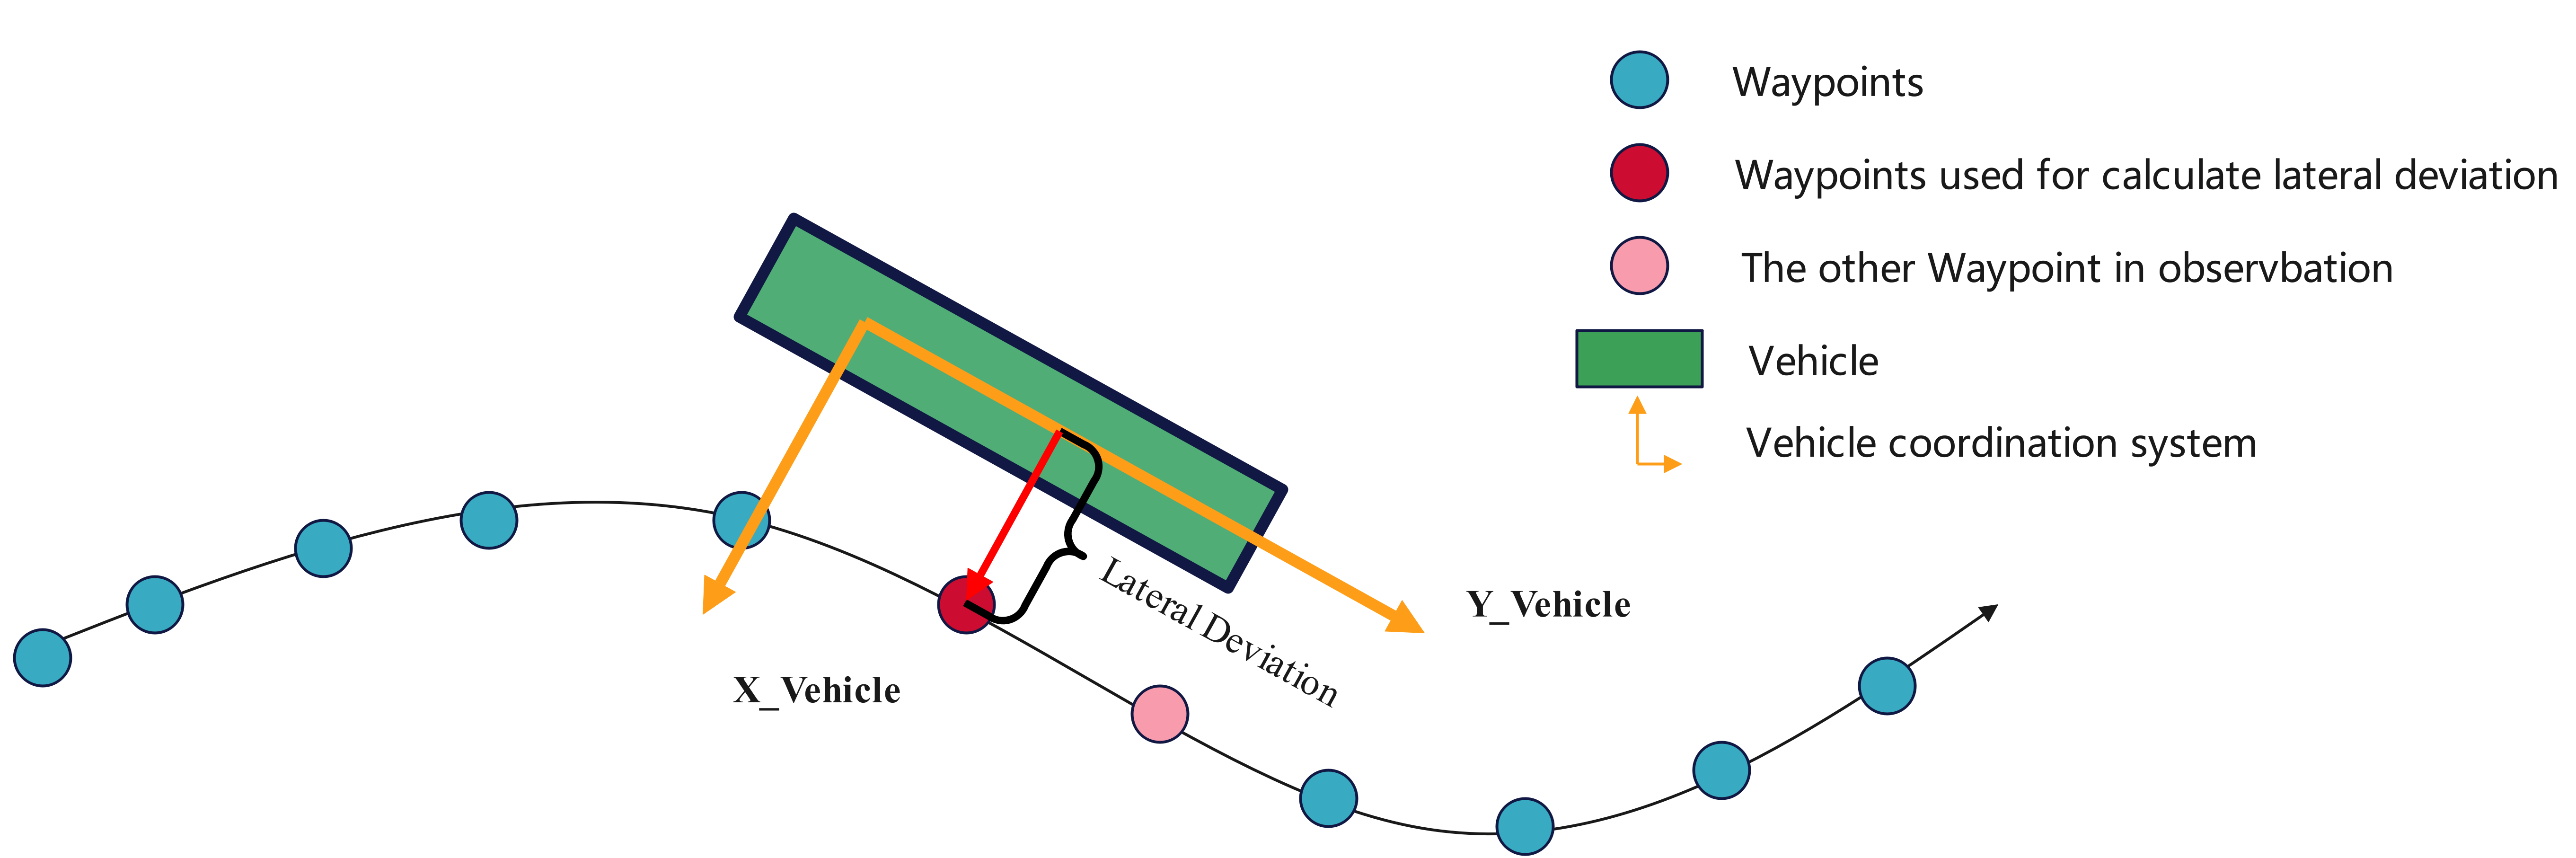 Waypoints
Waypoints used for calculate lateral deviation
The other Waypoint in observbation
Vehicle
Vehicle coordination system
Lateral Deviation
Y_Vehicle
X_Vehicle